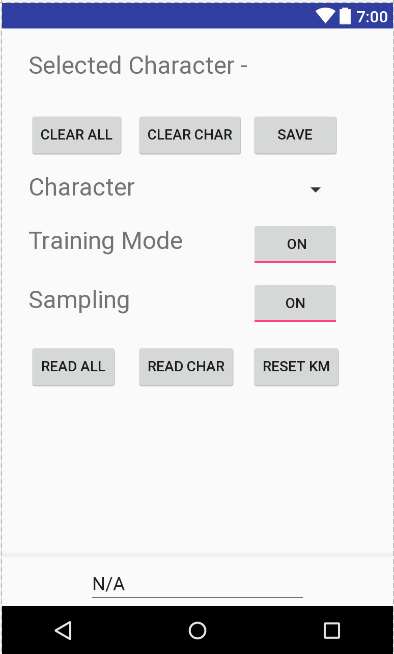 7:00
Selected Character -
CLEAR ALL CLEAR CHAR SAVE
Character
Training Mode ON
Sampling ON
READ ALL READ CHAR RESET KM
N/A